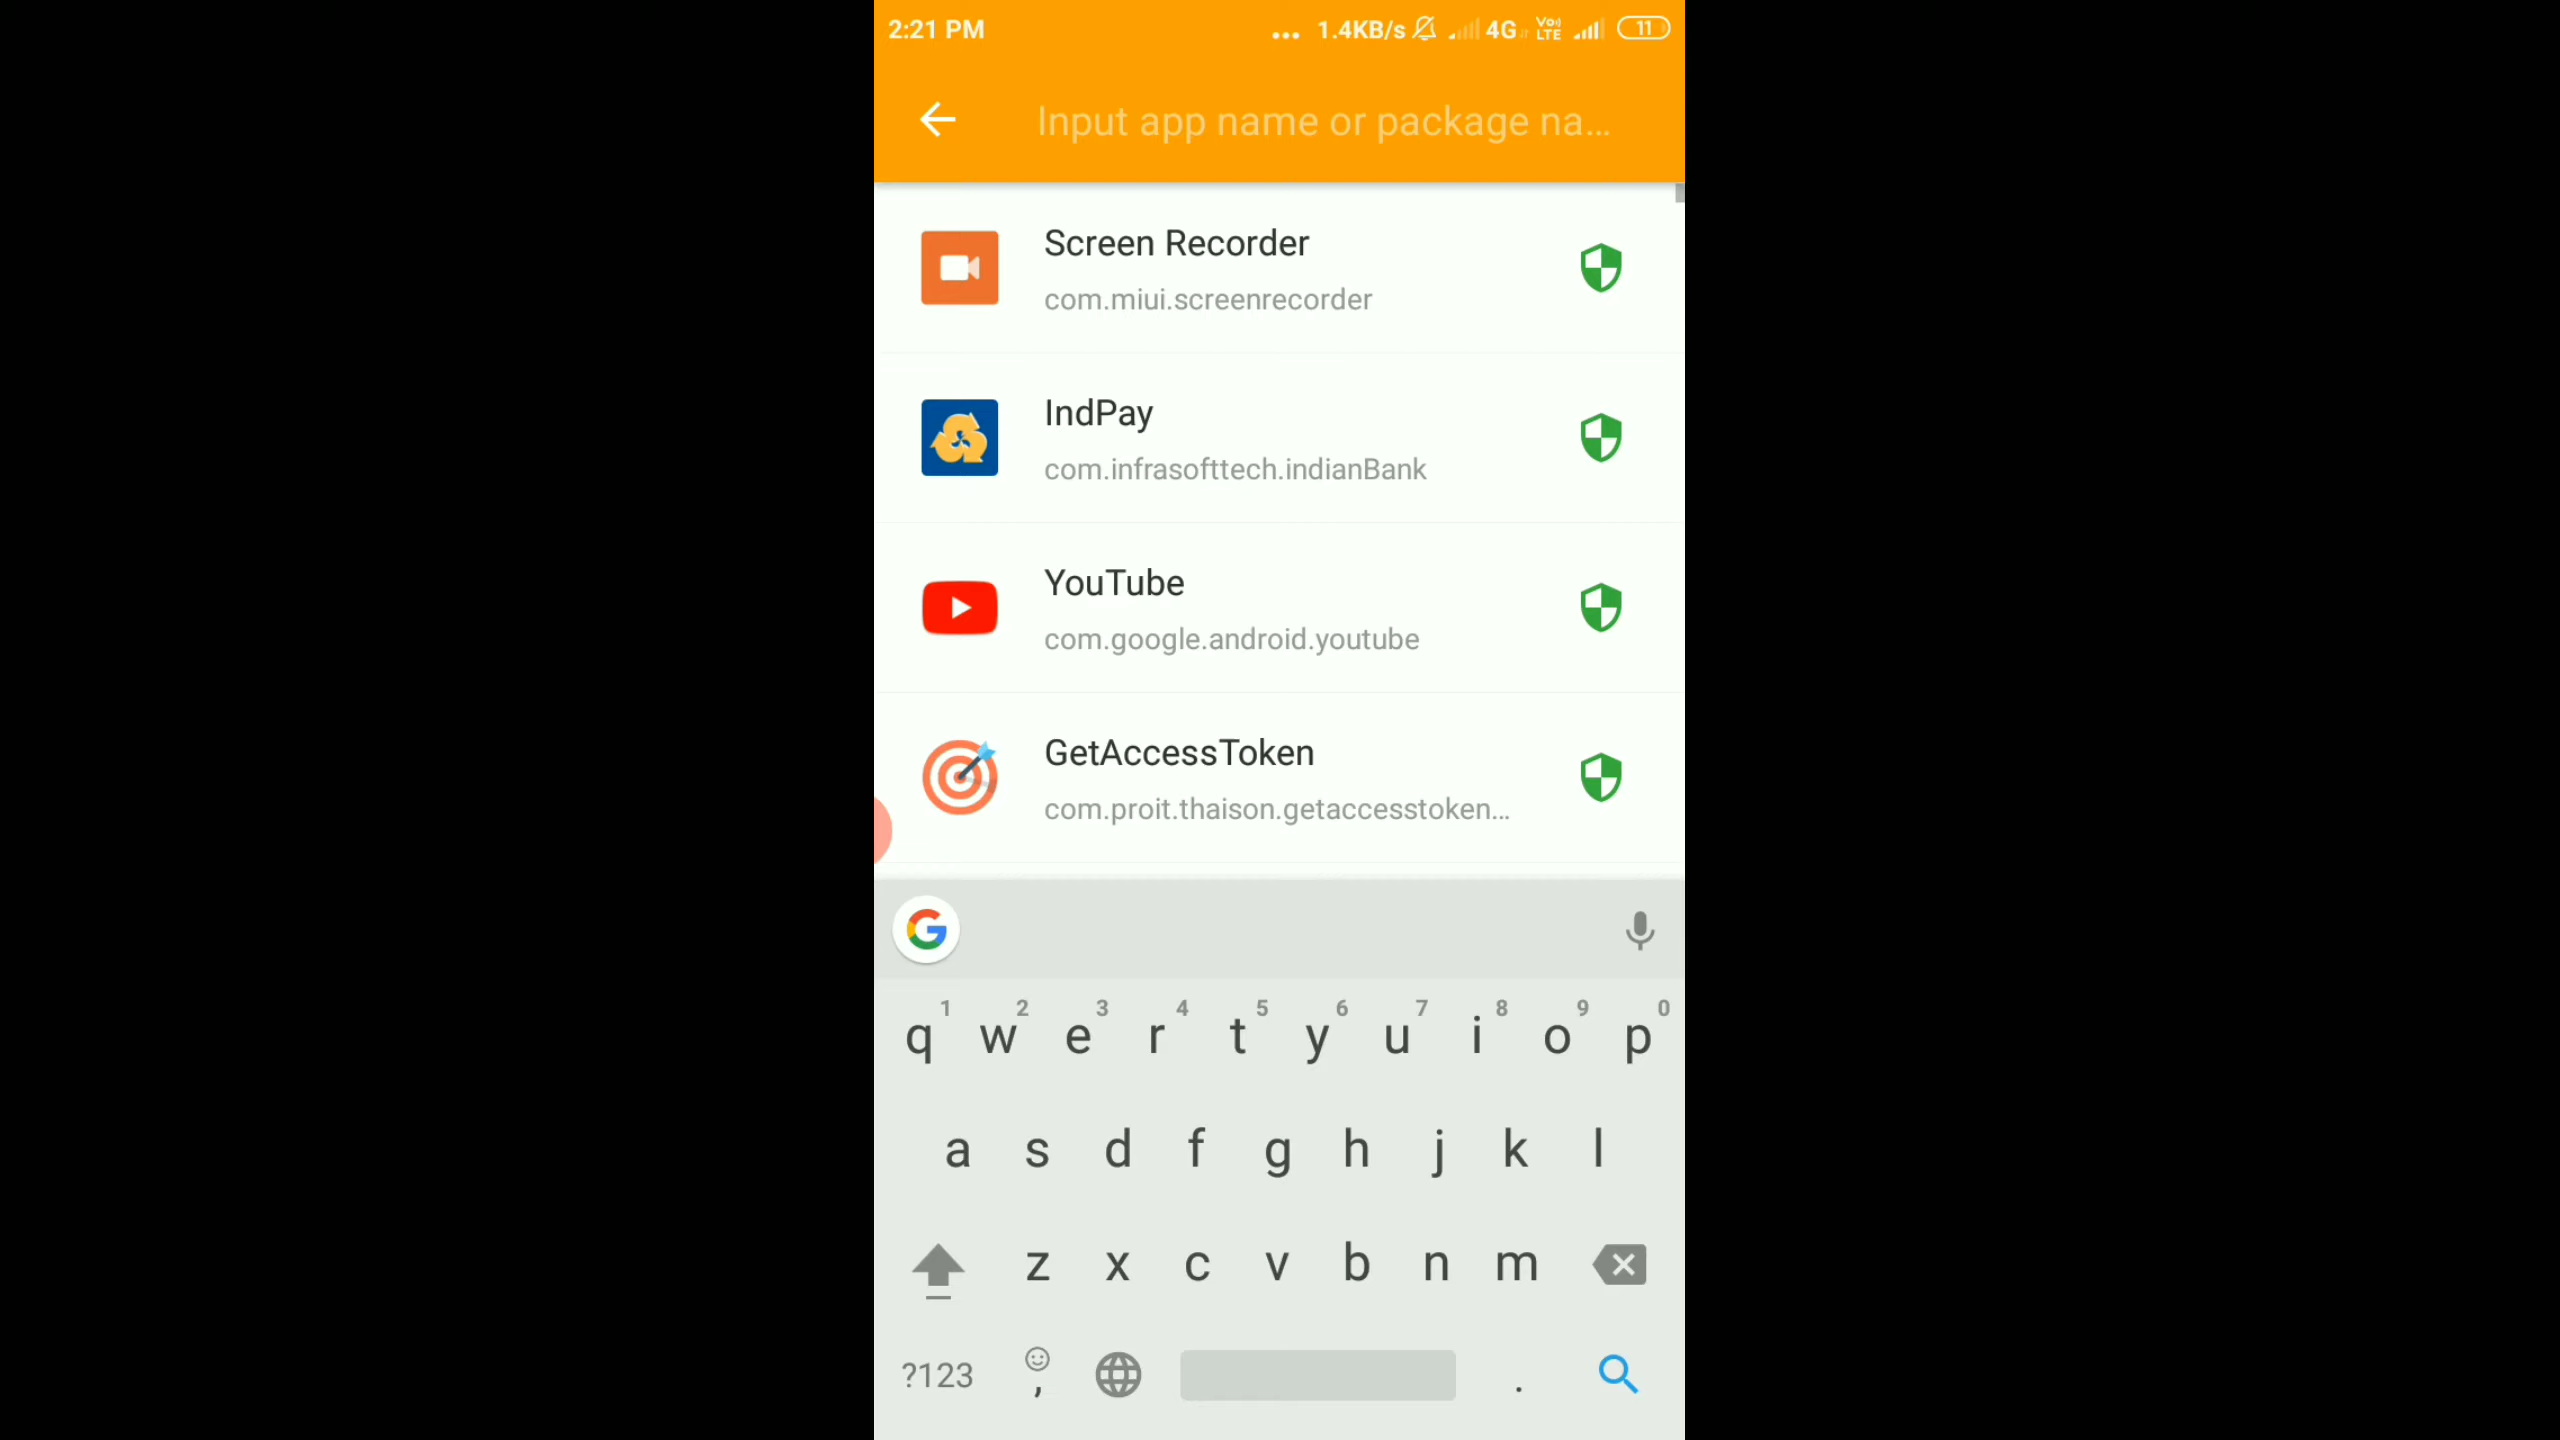 2:21 PM ... 1.4KB/s 4G Vo) LTE 11
Input app name or package na...
Screen Recorder
com.miui.screenrecorder
IndPay
com.infrasofttech.indianBank
YouTube
com.google.android.youtube
GetAccessToken
com.proit.thaison.getaccesstoken...
G
1 2 3 4 5 6 7 8 9 0
q w e r t y u i o p
a s d f g h j k l
z x c v b n m
?123 , .